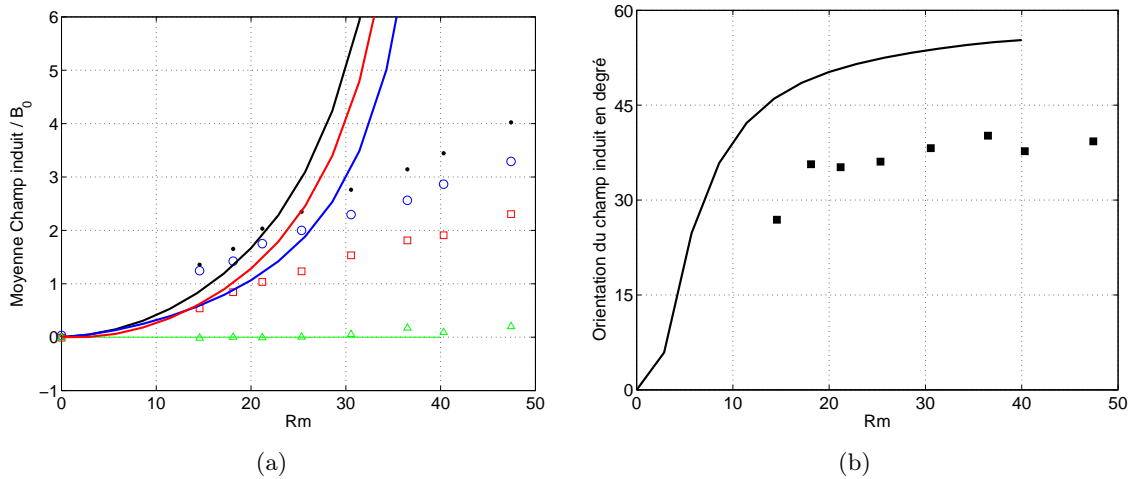 Moyenne Champ induit / B_0
6
5
4
3
2
1
0
−1
0 10 20 30 40 50
Rm
(a)
Orientation du champ induit en degré
60
45
30
15
0
0 10 20 30 40 50
Rm
(b)